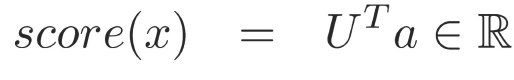 score(x) = U^T a ∈ ℝ